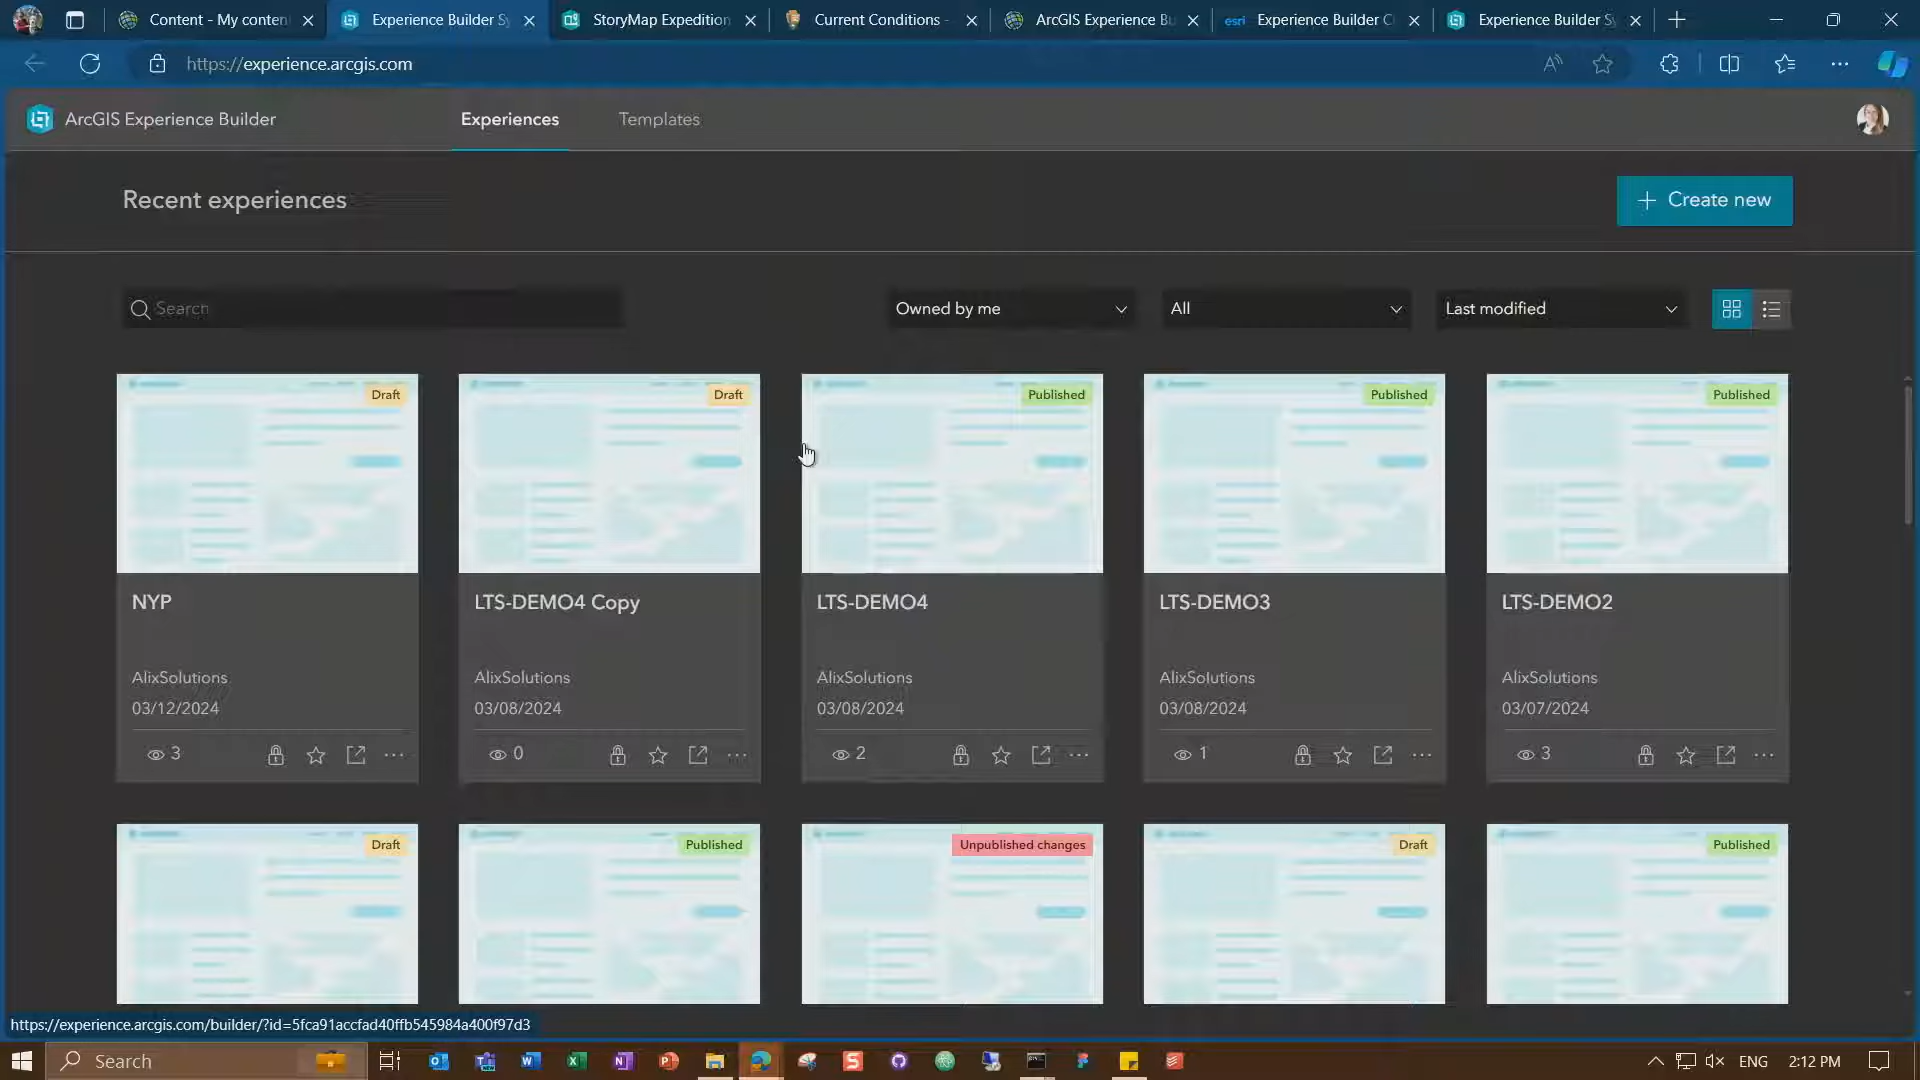 Content - My conten
Experience Builder Sy
StoryMap Expedition
Current Conditions -
ArcGIS Experience Bu
esri Experience Builder C
Experience Builder Sy
https://experience.arcgis.com
ArcGIS Experience Builder
Experiences
Templates
Recent experiences
Create new
Search
Owned by me
All
Last modified
Draft
Draft
Published
Published
Published
NYP
LTS-DEMO4 Copy
LTS-DEMO4
LTS-DEMO3
LTS-DEMO2
AlixSolutions
AlixSolutions
AlixSolutions
AlixSolutions
AlixSolutions
03/12/2024
03/08/2024
03/08/2024
03/08/2024
03/07/2024
3
0
2
1
3
Draft
Published
Unpublished changes
Draft
Published
https://experience.arcgis.com/builder/?id=5fca91accfad40ffb545984a400f97d3
Search
ENG
2:12 PM